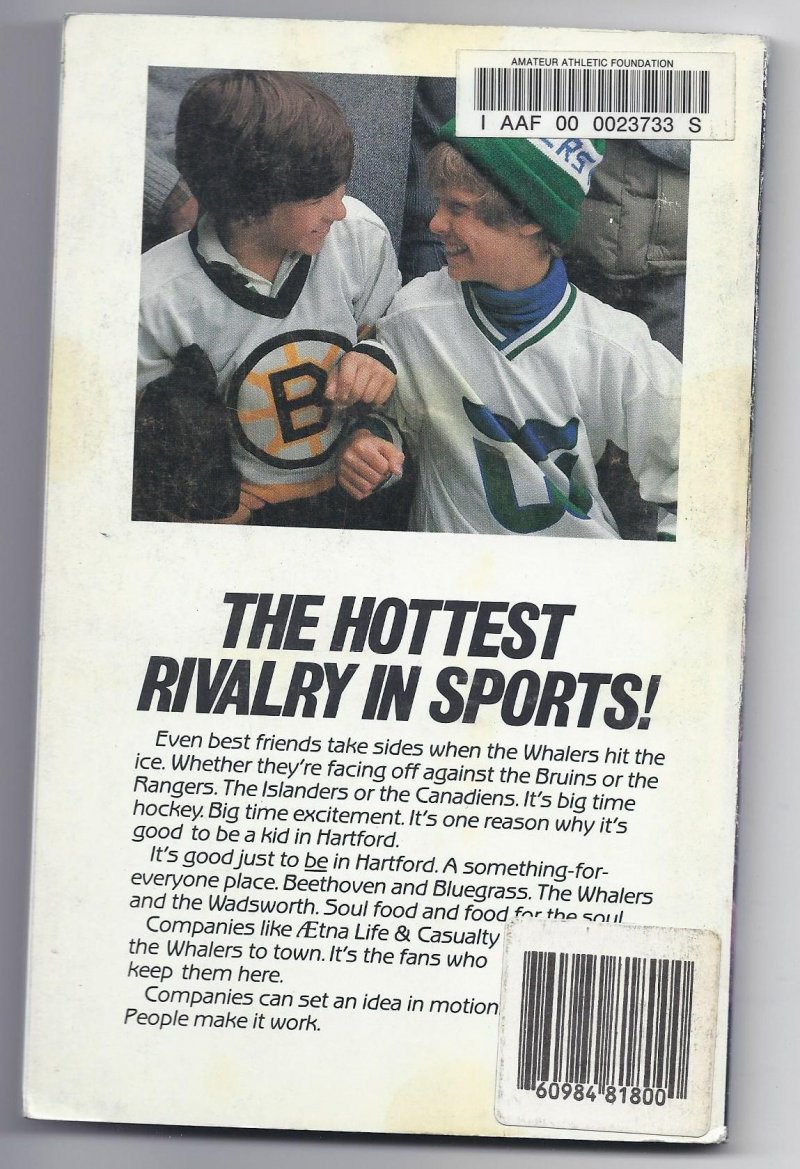 AMATEUR ATHLETIC FOUNDATION
I AAF 00 0023733 S
ERS
B
THE HOTTEST
RIVALRY IN SPORTS!
Even best friends take sides when the Whalers hit the
ice. Whether they're facing off against the Bruins or the
Rangers. The Islanders or the Canadiens. It's big time
hockey. Big time excitement. It's one reason why it's
good to be a kid in Hartford.
It's good just to be in Hartford. A something-for-
everyone place. Beethoven and Bluegrass. The Whalers
and the Wadsworth. Soul food and food for the soul
Companies like Ætna Life & Casualty
the Whalers to town. It's the fans who
keep them here.
Companies can set an idea in motion
People make it work.
60984 81800